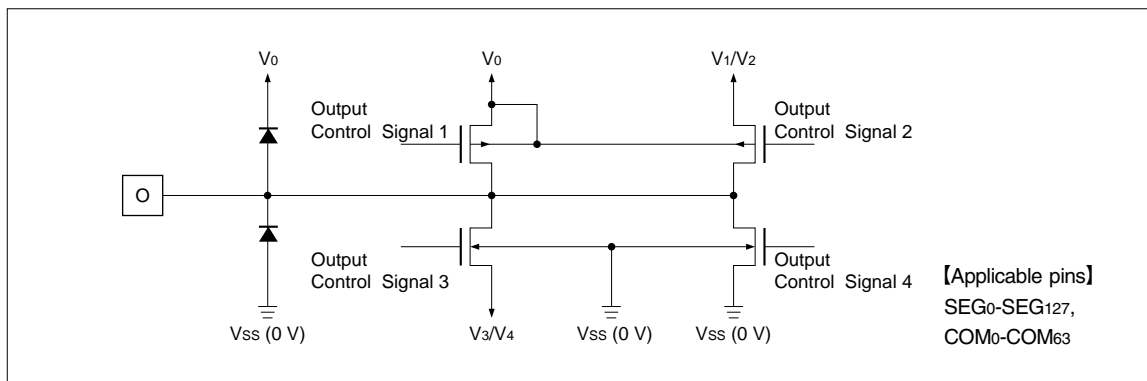 V0
V0
V1/V2
Output
Control Signal 1
Output
Control Signal 2
O
Output
Control Signal 3
Output
Control Signal 4
VSS (0 V)
V3/V4
VSS (0 V)
VSS (0 V)
【Applicable pins】
SEG0-SEG127,
COM0-COM63